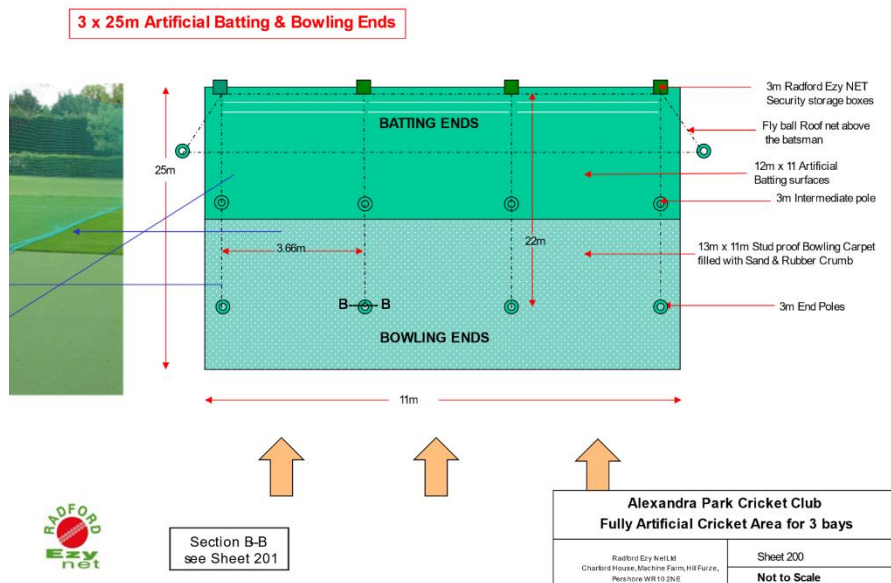 3 x 25m Artificial Batting & Bowling Ends
3m Radford Ezy NET
Security storage boxes
BATTING ENDS
Fly ball Roof net above
the batsman
25m
12m x 11 Artificial
Batting surfaces
3m Intermediate pole
3.66m
22m
13m x 11m Stud proof Bowling Carpet
filled with Sand & Rubber Crumb
B
B
3m End Poles
BOWLING ENDS
11m
RADFORD
Ezy
net
Section B-B
see Sheet 201
Alexandra Park Cricket Club
Fully Artificial Cricket Area for 3 bays
Radford Ezy Net Ltd
Charford House, Machine Farm, Hill Furze,
Pershore WR10 2NE
Sheet 200
Not to Scale